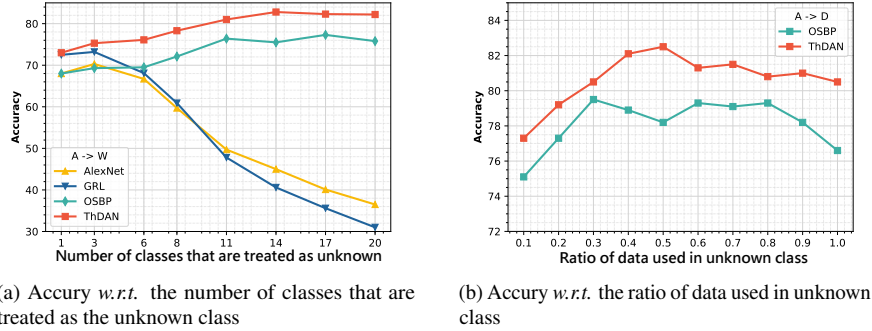 80
70
60
50
40
30
Accuracy
A -> W
AlexNet
GRL
OSBP
ThDAN
1 3 6 8 11 14 17 20
Number of classes that are treated as unknown
84
82
80
78
76
74
72
Accuracy
A -> D
OSBP
ThDAN
0.1 0.2 0.3 0.4 0.5 0.6 0.7 0.8 0.9 1.0
Ratio of data used in unknown class
(a) Accury w.r.t. the number of classes that are
treated as the unknown class
(b) Accury w.r.t. the ratio of data used in unknown
class